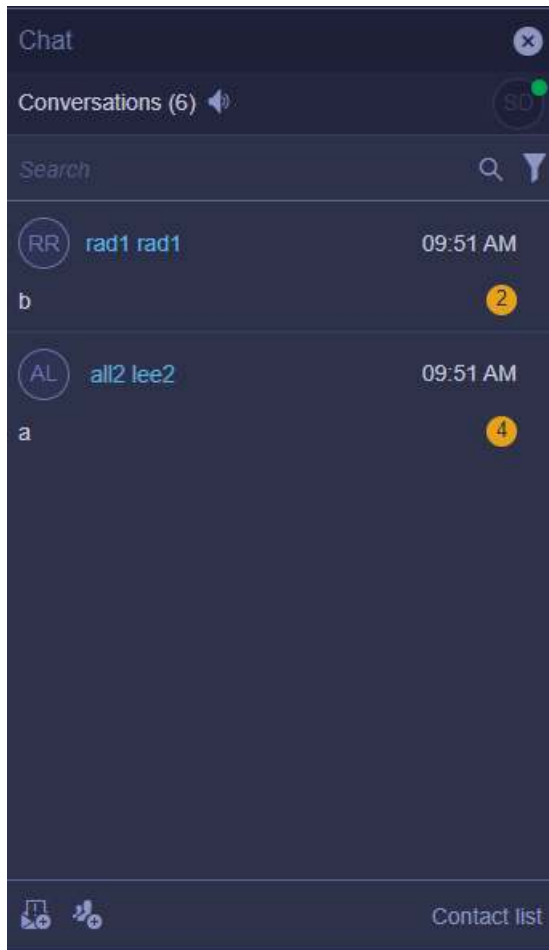 Chat
Conversations (6)
SD
Search
RR rad1 rad1 09:51 AM
b 2
AL all2 lee2 09:51 AM
a 4
Contact list